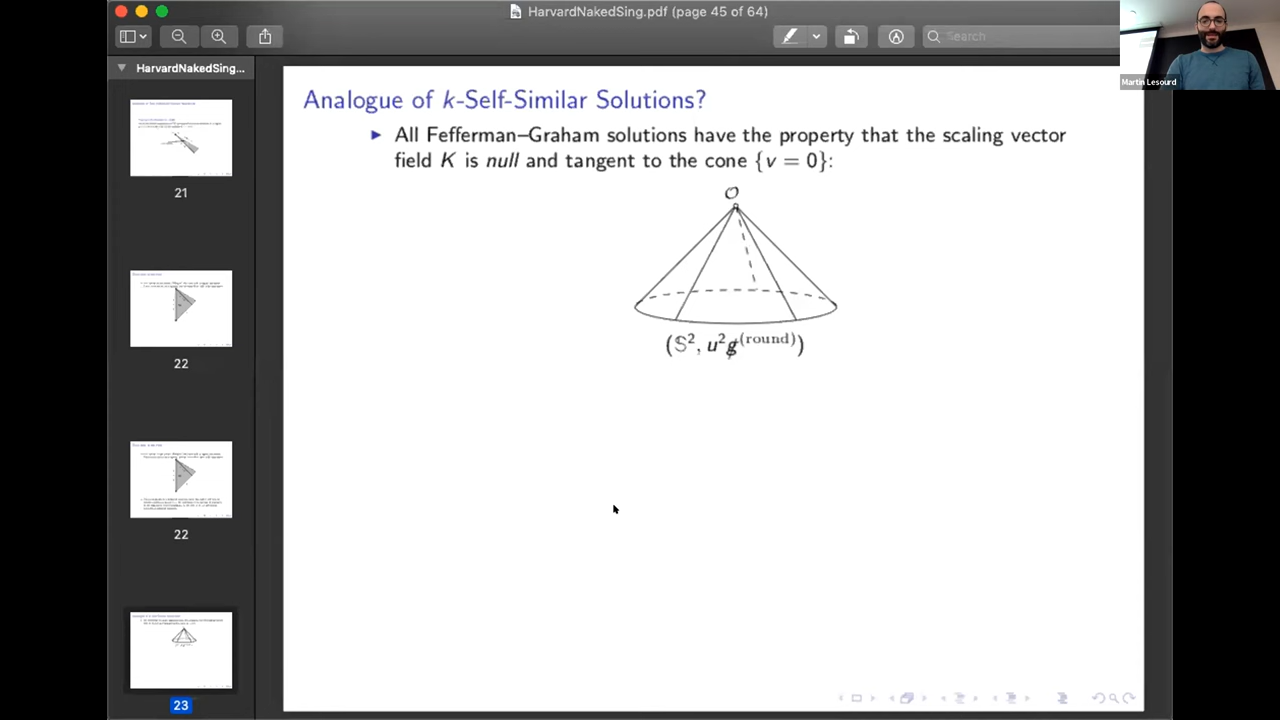 HarvardNakedSing.pdf (page 45 of 64)
Search
Martin Lesourd
HarvardNakedSing...
21
22
22
23
Analogue of k-Self-Similar Solutions?
All Fefferman–Graham solutions have the property that the scaling vector
field K is null and tangent to the cone {v = 0}:
O
(𝕊², u²g̸^(round))